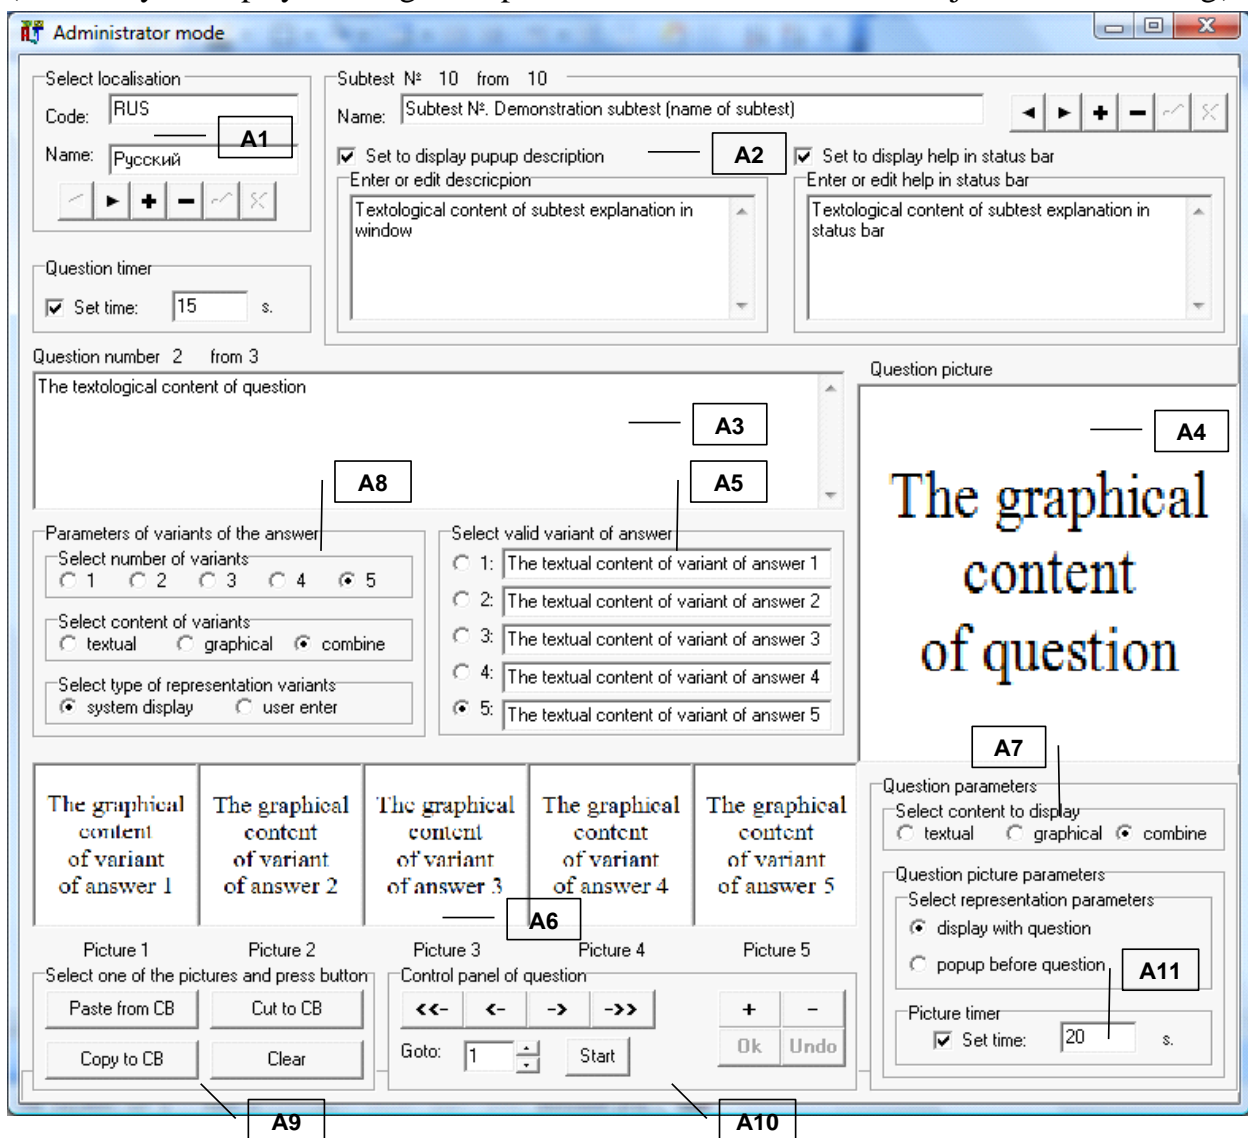 Administrator mode
Select localisation
Code: RUS
A1
Name: Русский
Subtest № 10 from 10
Name: Subtest №. Demonstration subtest (name of subtest)
Set to display pupup description
A2
Set to display help in status bar
Enter or edit descricpion
Textological content of subtest explanation in
window
Enter or edit help in status bar
Textological content of subtest explanation in
status bar
Question timer
Set time: 15 s.
Question number 2 from 3
The textological content of question
A3
Question picture
A4
The graphical
content
of question
A8
A5
Parameters of variants of the answer
Select number of variants
1 2 3 4 5
Select content of variants
textual graphical combine
Select type of representation variants
system display user enter
Select valid variant of answer
1: The textual content of variant of answer 1
2: The textual content of variant of answer 2
3: The textual content of variant of answer 3
4: The textual content of variant of answer 4
5: The textual content of variant of answer 5
A7
The graphical
content
of variant
of answer 1
The graphical
content
of variant
of answer 2
The graphical
content
of variant
of answer 3
The graphical
content
of variant
of answer 4
The graphical
content
of variant
of answer 5
A6
Picture 1 Picture 2 Picture 3 Picture 4 Picture 5
Question parameters
Select content to display
textual graphical combine
Question picture parameters
Select representation parameters
display with question
popup before question
A11
Picture timer
Set time: 20 s.
Select one of the pictures and press button
Paste from CB Cut to CB
Copy to CB Clear
A9
Control panel of question
<<- <- -> ->> + -
Goto: 1 Start Ok Undo
A10